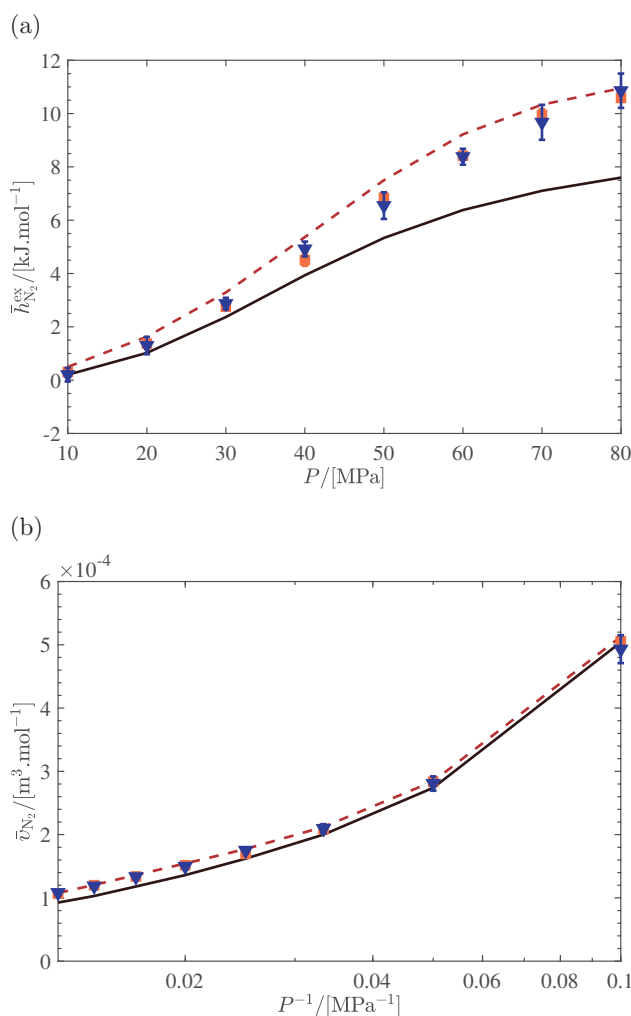 (a)
12
10
8
6
4
2
0
-2
h̄ᵉˣ_N₂/[kJ.mol⁻¹]
10 20 30 40 50 60 70 80
P/[MPa]
(b)
×10⁻⁴
6
5
4
3
2
1
0
v̄_N₂/[m³.mol⁻¹]
0.02 0.04 0.06 0.08 0.1
P⁻¹/[MPa⁻¹]